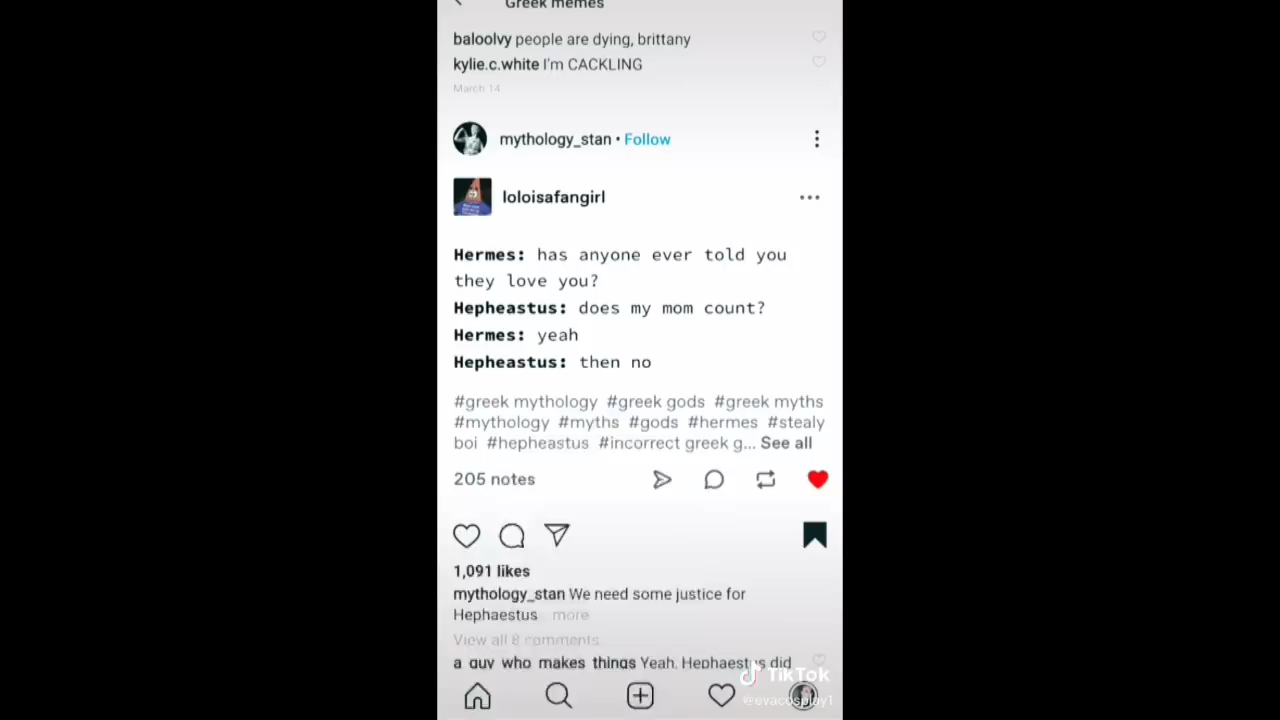 Greek memes
baloolvy people are dying, brittany
kylie.c.white I'm CACKLING
March 14
mythology_stan • Follow
loloisafangirl
Hermes: has anyone ever told you
they love you?
Hepheastus: does my mom count?
Hermes: yeah
Hepheastus: then no
#greek mythology #greek gods #greek myths
#mythology #myths #gods #hermes #stealy
boi #hepheastus #incorrect greek g... See all
205 notes
1,091 likes
mythology_stan We need some justice for
Hephaestus more
View all 8 comments
a guy who makes things Yeah. Hephaestus did
TikTok
@evacosplay1